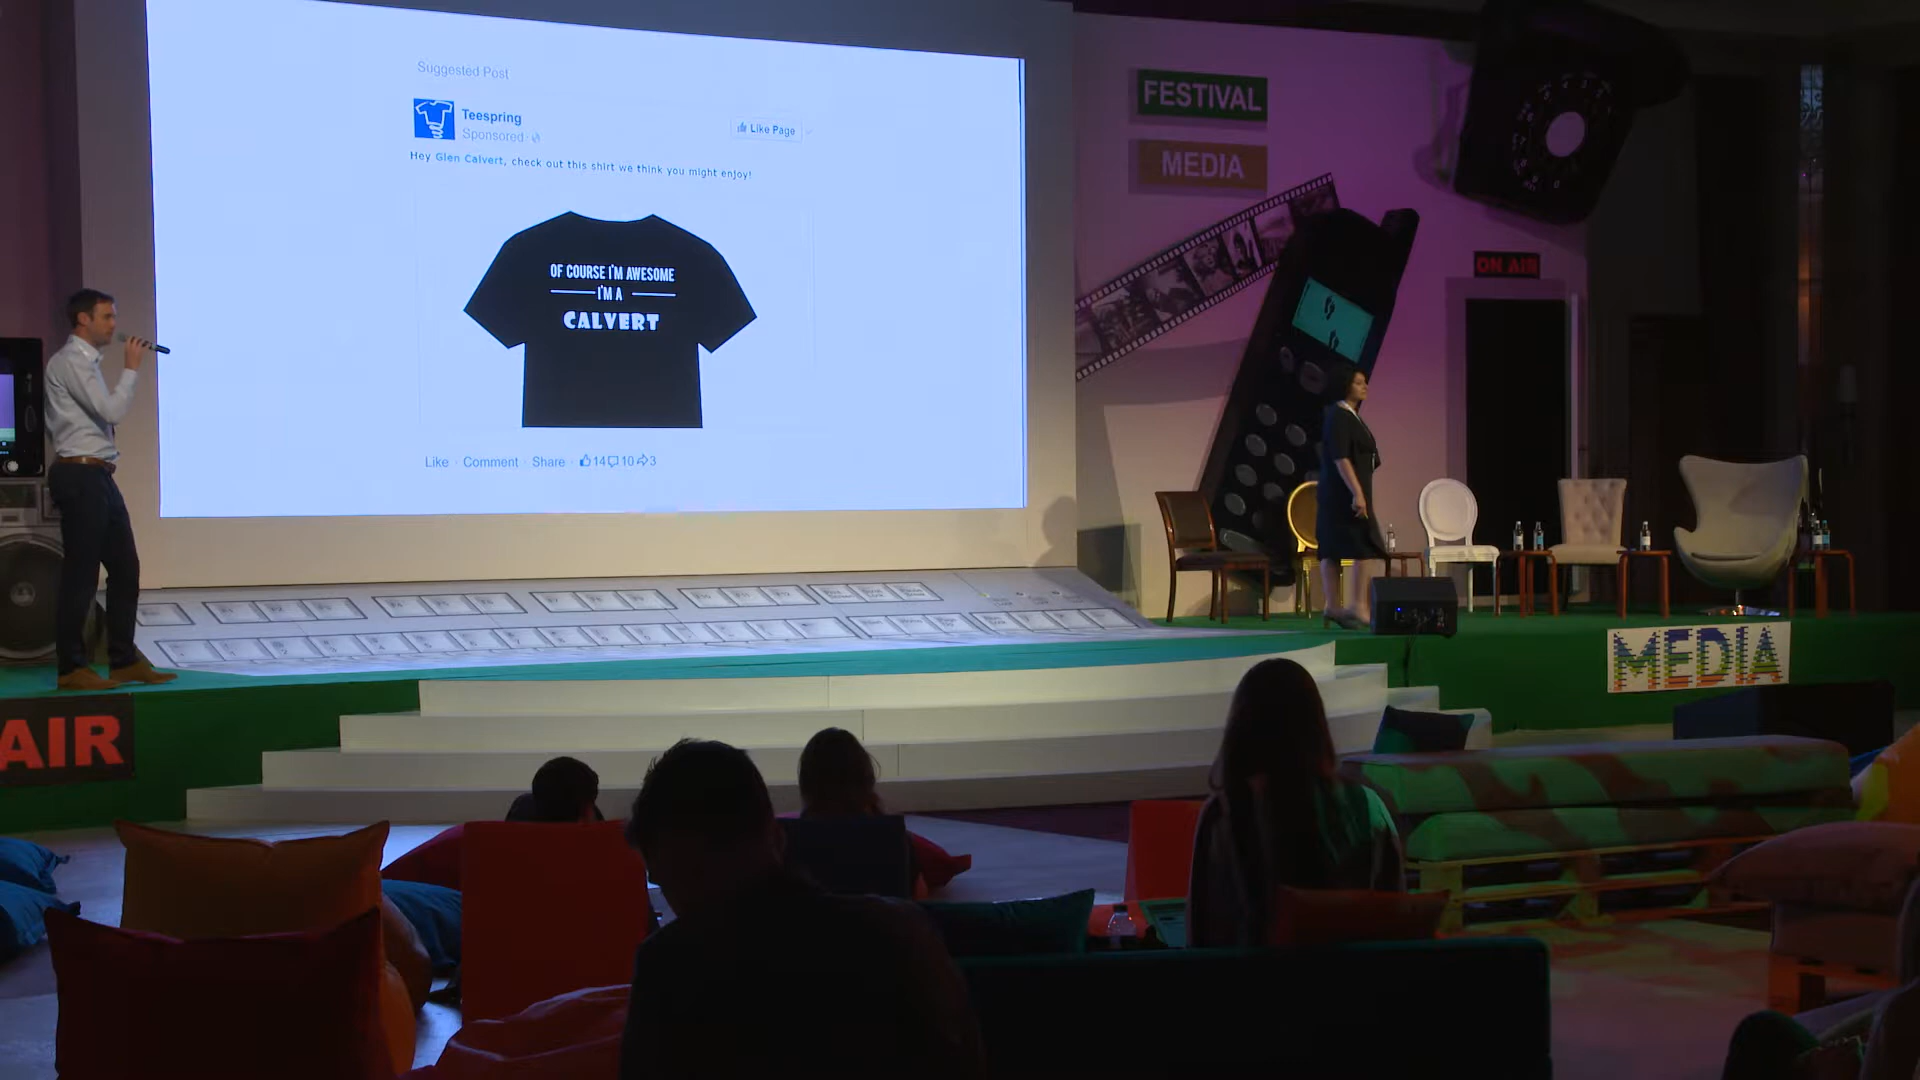 Suggested Post
Teespring
Sponsored ·
Like Page
Hey Glen Calvert, check out this shirt we think you might enjoy!
OF COURSE I'M AWESOME
I'M A
CALVERT
Like · Comment · Share · 14 10 3
FESTIVAL
MEDIA
ON AIR
MEDIA
AIR